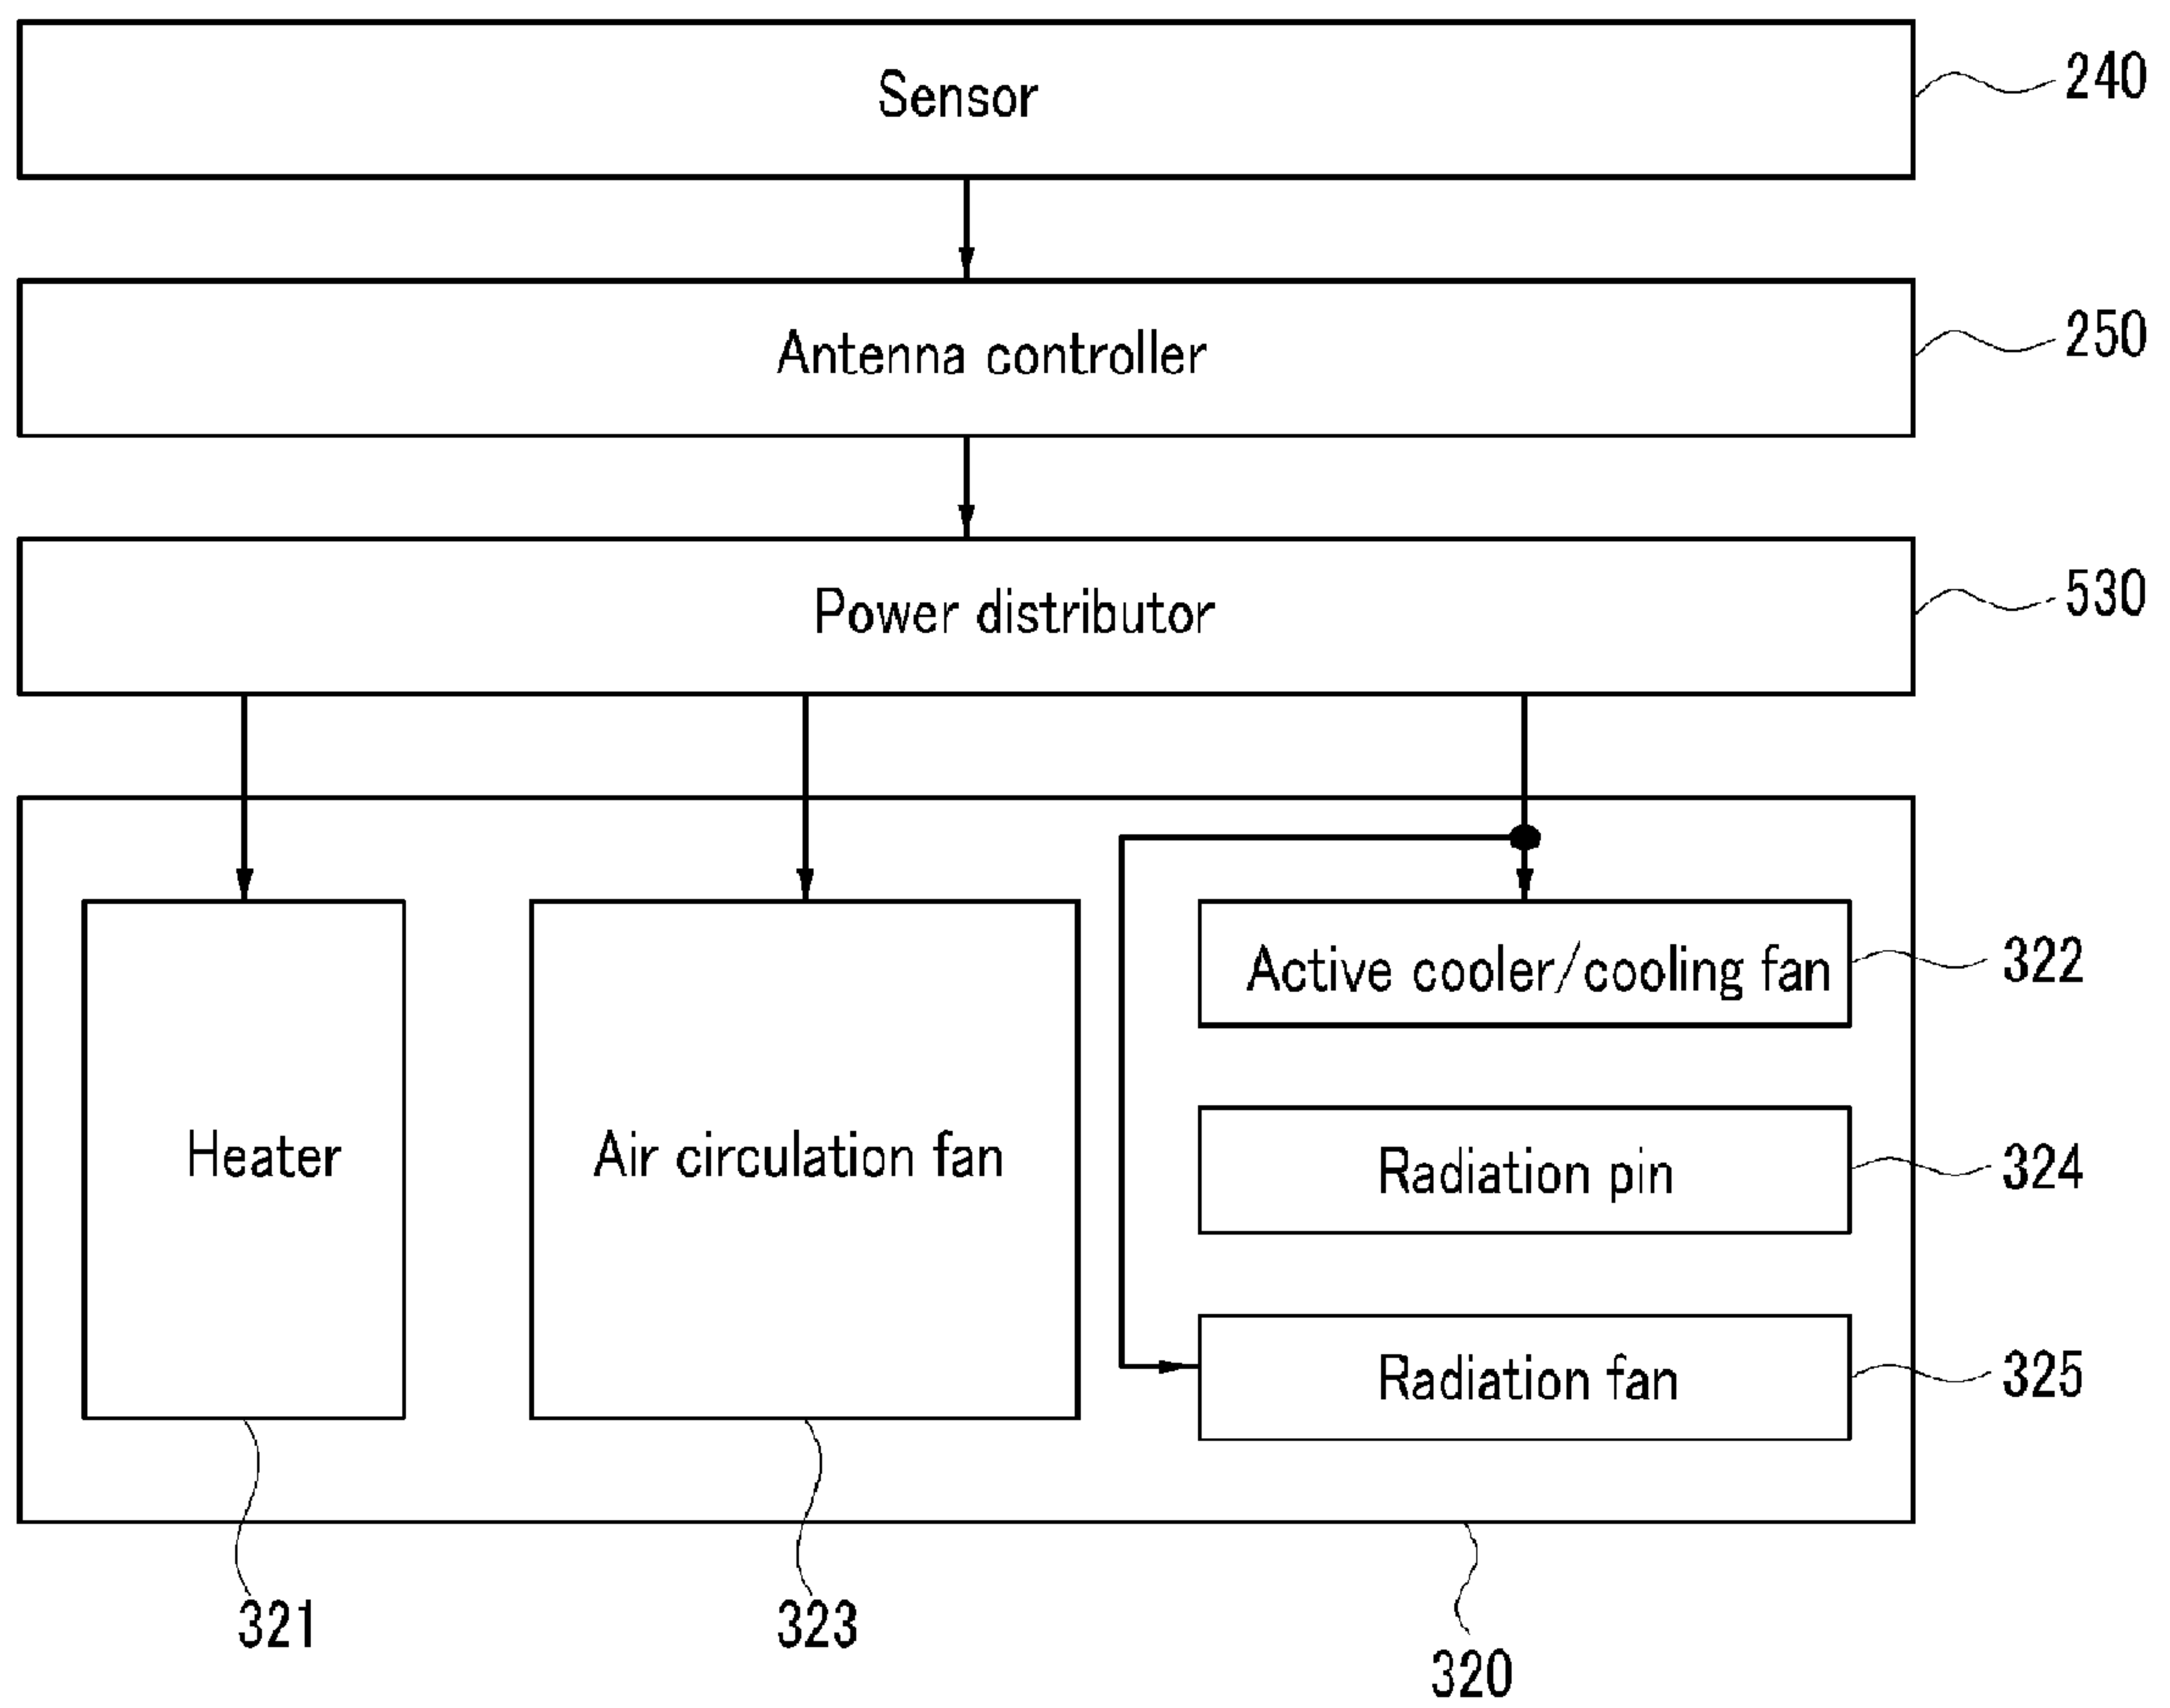 Sensor
240
Antenna controller
250
Power distributor
530
Active cooler/cooling fan
322
Heater
Air circulation fan
Radiation pin
324
Radiation fan
325
321
323
320